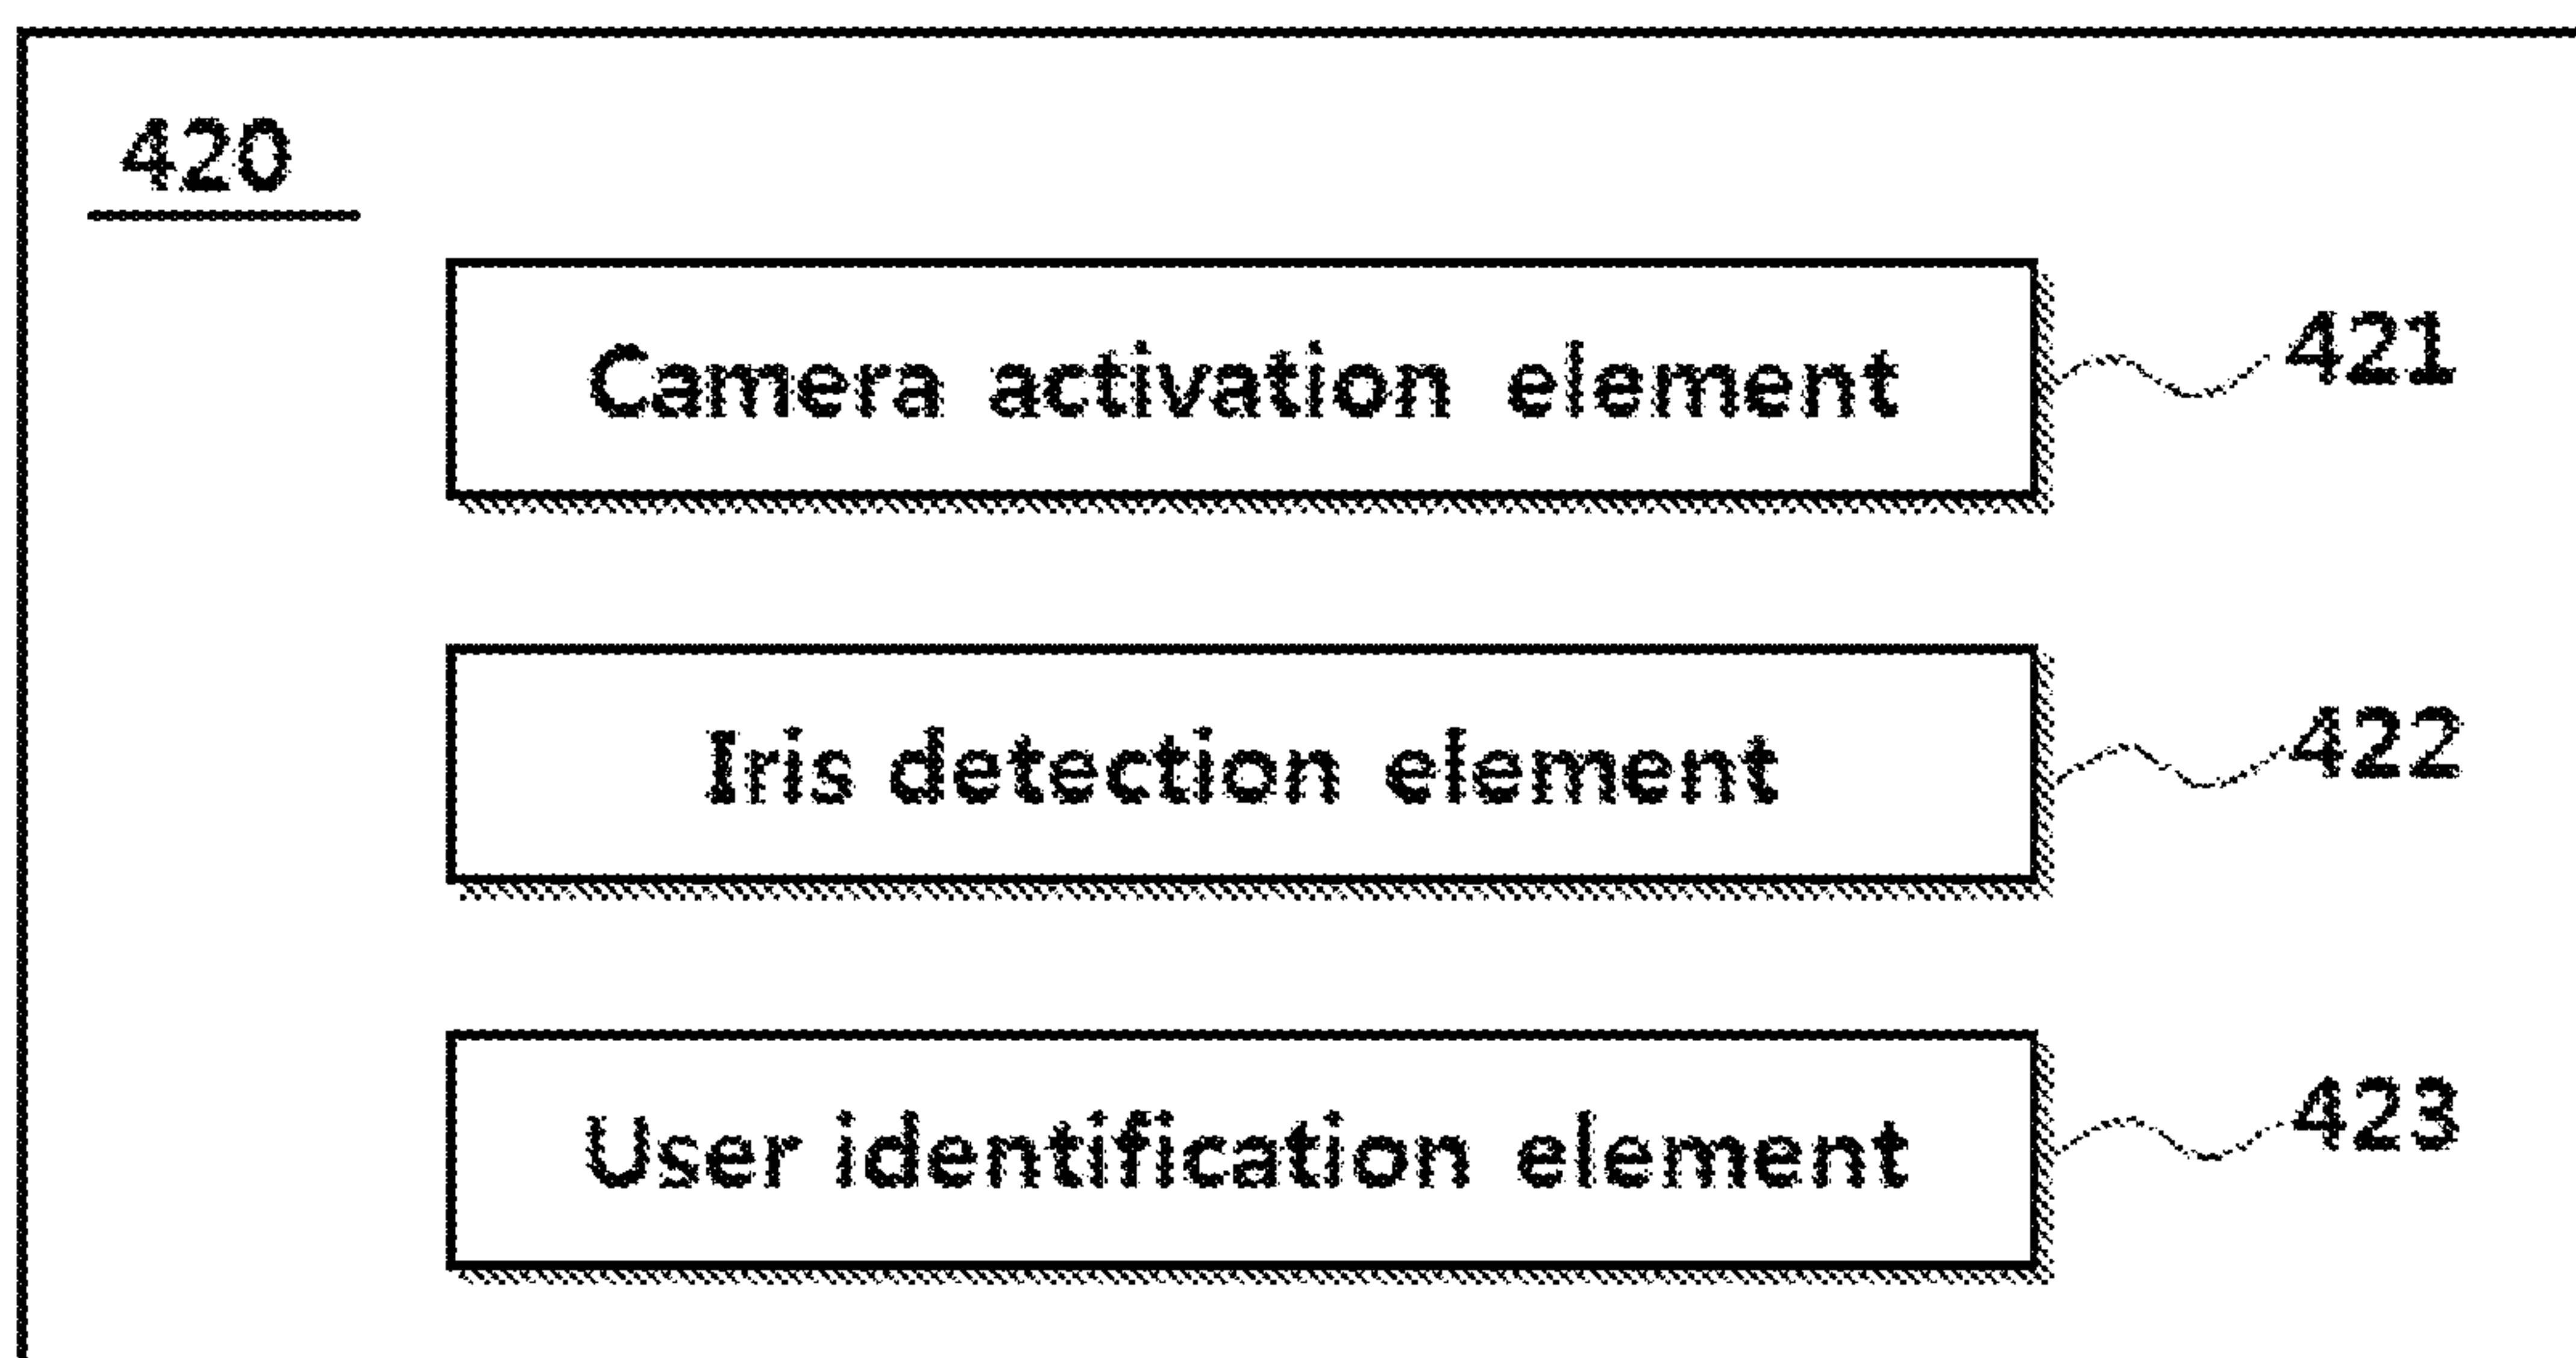 420
Camera activation element
421
Iris detection element
422
User identification element
423